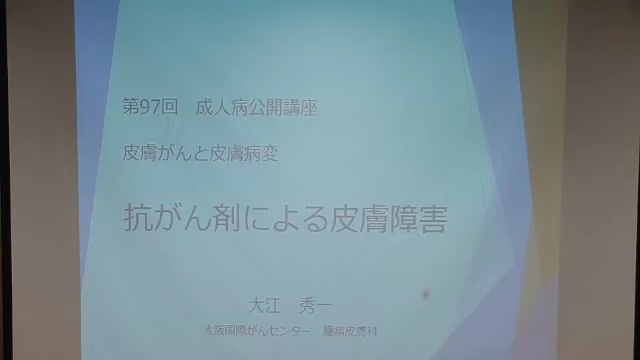 第97回　成人病公開講座
皮膚がんと皮膚病変
抗がん剤による皮膚障害
大江　秀一
大阪国際がんセンター　腫瘍皮膚科